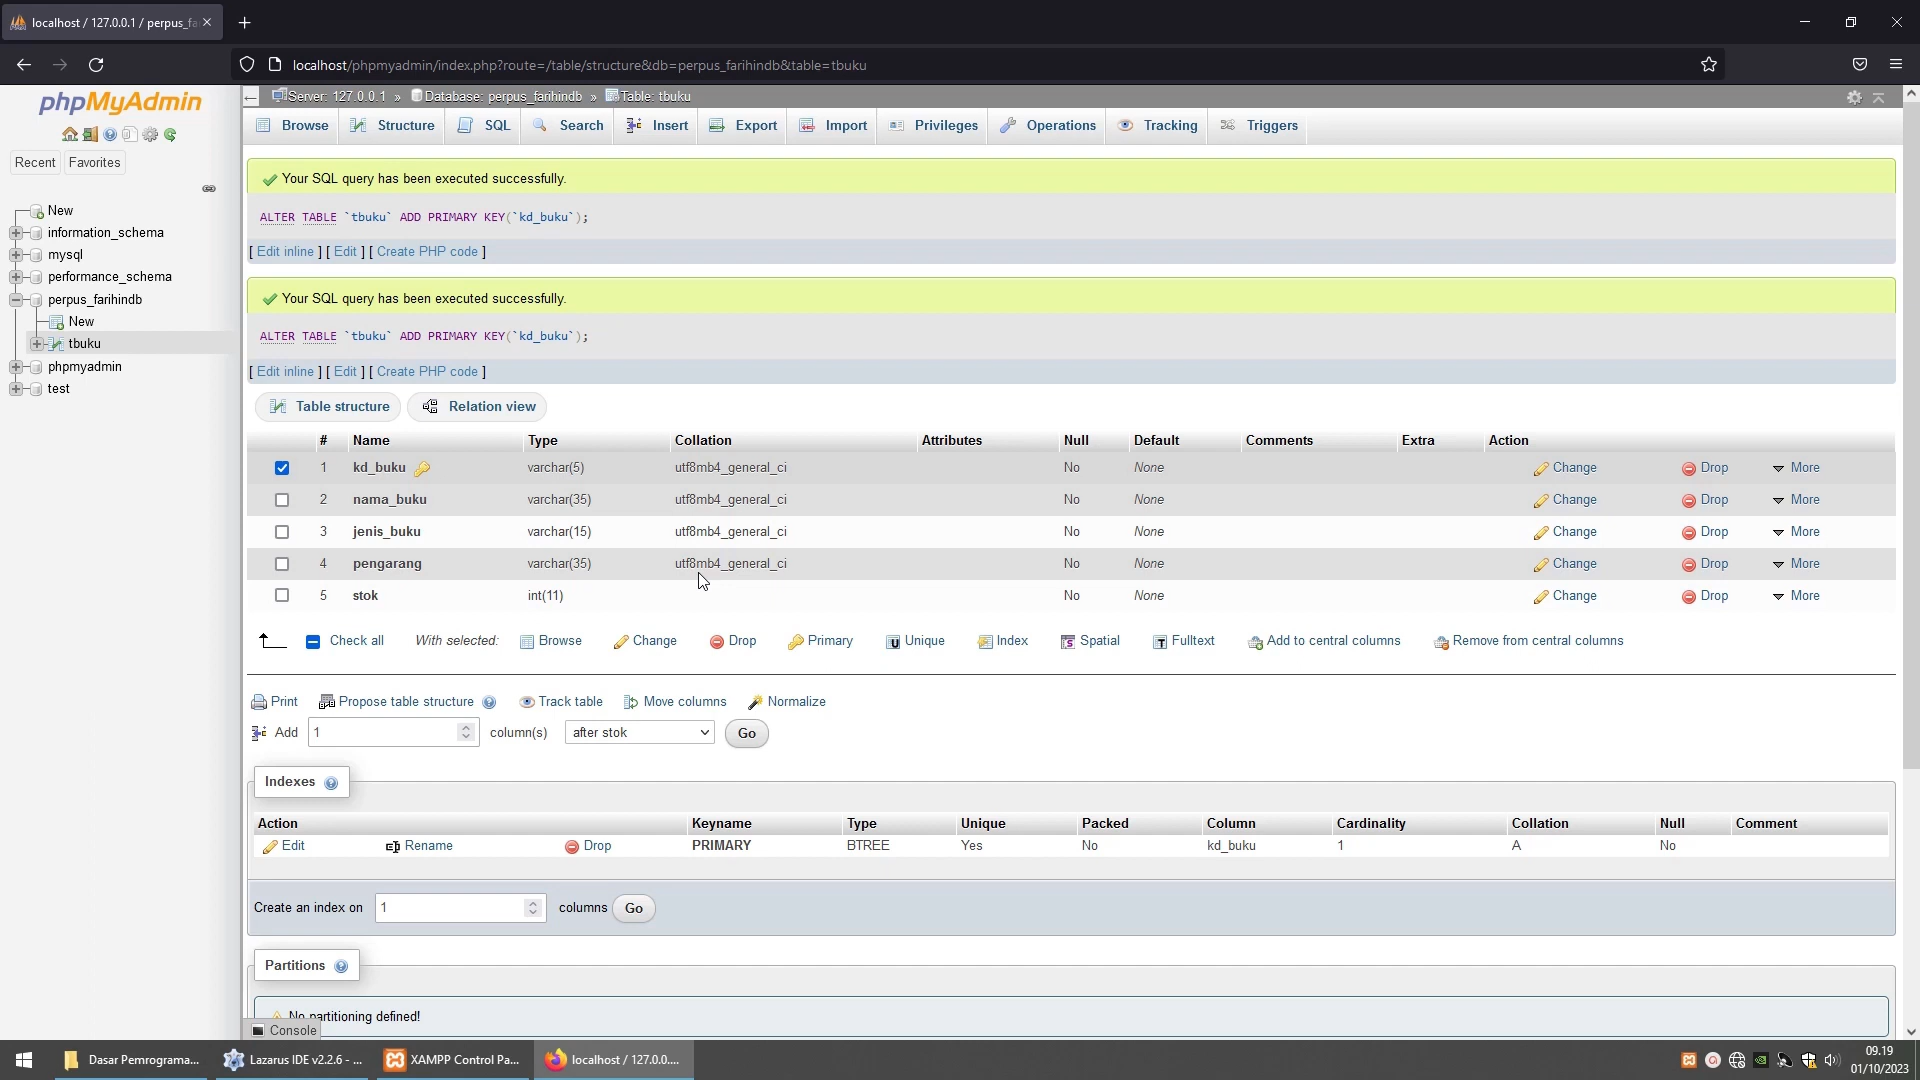 localhost / 127.0.0.1 / perpus_fa
localhost/phpmyadmin/index.php?route=/table/structure&db=perpus_farihindb&table=tbuku
phpMyAdmin
Recent Favorites
New
information_schema
mysql
performance_schema
perpus_farihindb
New
tbuku
phpmyadmin
test
Server: 127.0.0.1 » Database: perpus_farihindb » Table: tbuku
Browse Structure SQL Search Insert Export Import Privileges Operations Tracking Triggers
Your SQL query has been executed successfully.
ALTER TABLE `tbuku` ADD PRIMARY KEY(`kd_buku`);
[ Edit inline ] [ Edit ] [ Create PHP code ]
Your SQL query has been executed successfully.
ALTER TABLE `tbuku` ADD PRIMARY KEY(`kd_buku`);
[ Edit inline ] [ Edit ] [ Create PHP code ]
Table structure Relation view
# Name Type Collation Attributes Null Default Comments Extra Action
1 kd_buku varchar(5) utf8mb4_general_ci No None Change Drop More
2 nama_buku varchar(35) utf8mb4_general_ci No None Change Drop More
3 jenis_buku varchar(15) utf8mb4_general_ci No None Change Drop More
4 pengarang varchar(35) utf8mb4_general_ci No None Change Drop More
5 stok int(11) No None Change Drop More
Check all With selected: Browse Change Drop Primary Unique Index Spatial Fulltext Add to central columns Remove from central columns
Print Propose table structure Track table Move columns Normalize
Add 1 column(s) after stok Go
Indexes
Action Keyname Type Unique Packed Column Cardinality Collation Null Comment
Edit Rename Drop PRIMARY BTREE Yes No kd_buku 1 A No
Create an index on 1 columns Go
Partitions
No partitioning defined!
Console
Dasar Pemrograma... Lazarus IDE v2.2.6 - ... XAMPP Control Pa... localhost / 127.0.0....
09.19
01/10/2023